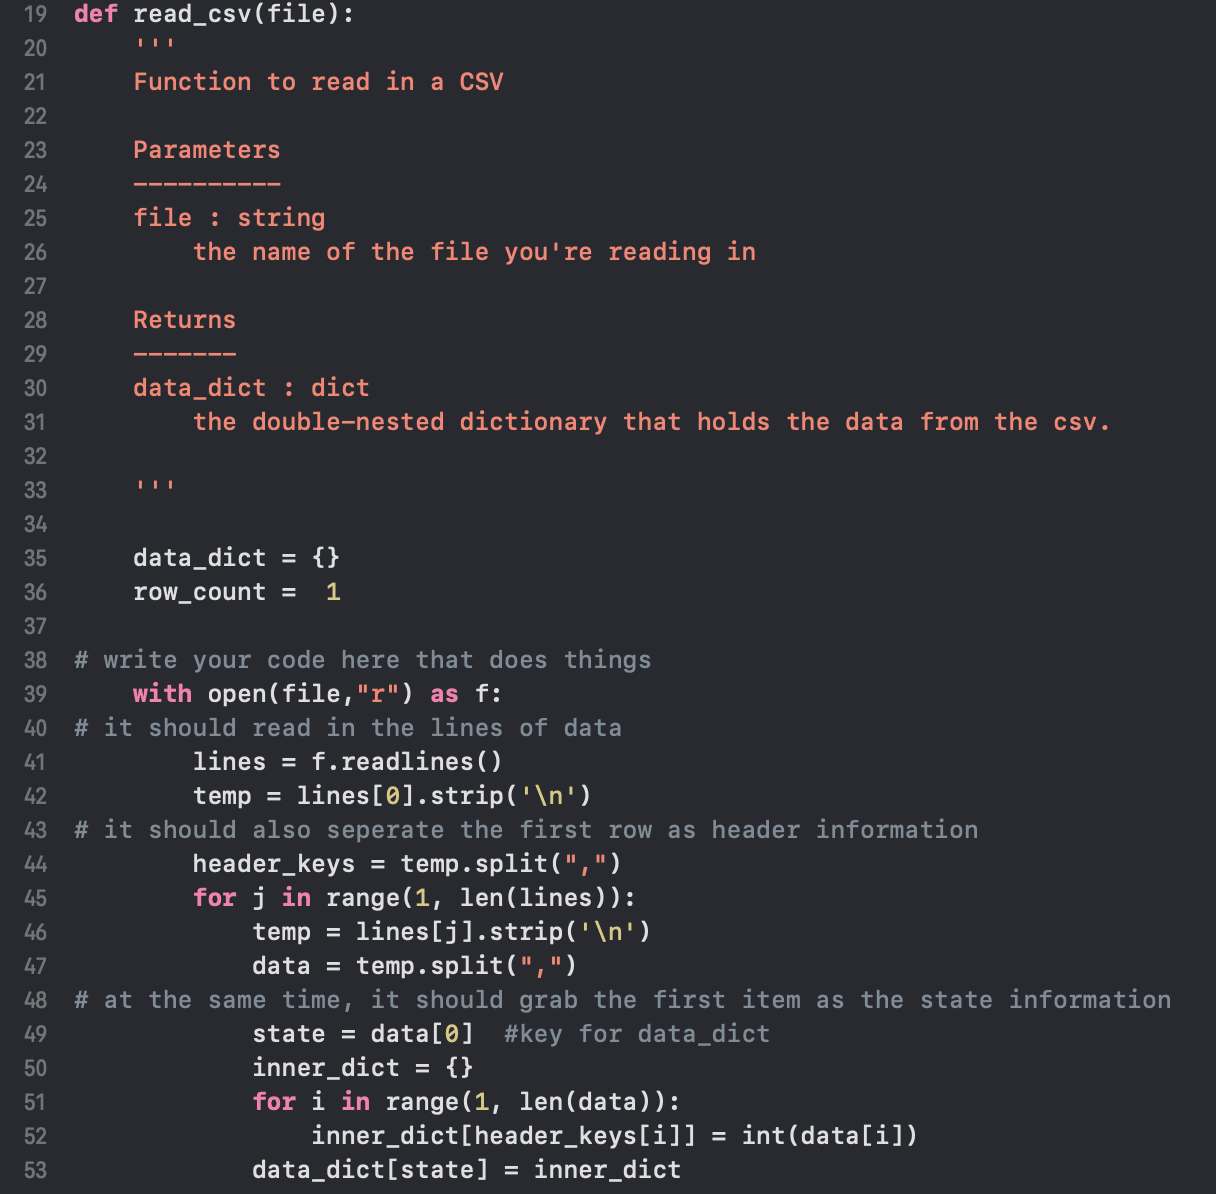 19 def read_csv(file):
20     '''
21     Function to read in a CSV
22
23     Parameters
24     ----------
25     file : string
26         the name of the file you're reading in
27
28     Returns
29     -------
30     data_dict : dict
31         the double-nested dictionary that holds the data from the csv.
32
33     '''
34
35     data_dict = {}
36     row_count =  1
37
38 # write your code here that does things
39     with open(file,"r") as f:
40 # it should read in the lines of data
41         lines = f.readlines()
42         temp = lines[0].strip('\n')
43 # it should also seperate the first row as header information
44         header_keys = temp.split(",")
45         for j in range(1, len(lines)):
46             temp = lines[j].strip('\n')
47             data = temp.split(",")
48 # at the same time, it should grab the first item as the state information
49             state = data[0]  #key for data_dict
50             inner_dict = {}
51             for i in range(1, len(data)):
52                 inner_dict[header_keys[i]] = int(data[i])
53             data_dict[state] = inner_dict